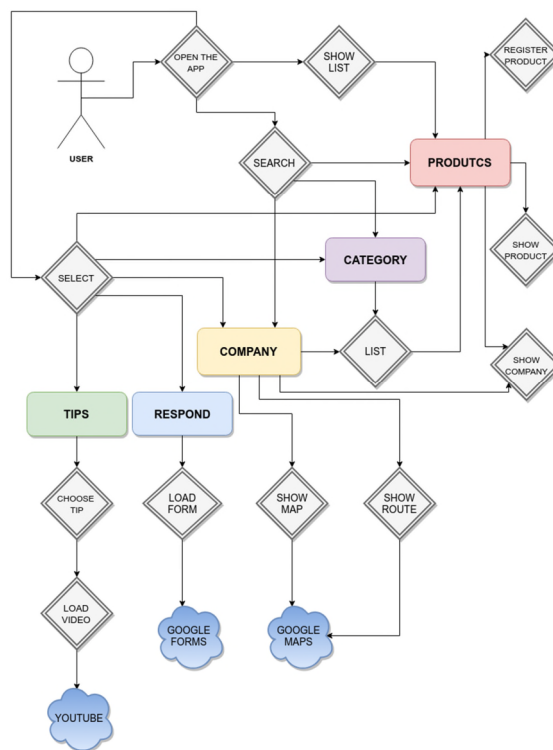 OPEN THE
APP
SHOW
LIST
REGISTER
PRODUCT
USER
SEARCH
PRODUTCS
SELECT
CATEGORY
SHOW
PRODUCT
COMPANY
LIST
SHOW
COMPANY
TIPS
RESPOND
CHOOSE
TIP
LOAD
FORM
SHOW
MAP
SHOW
ROUTE
LOAD
VIDEO
GOOGLE
FORMS
GOOGLE
MAPS
YOUTUBE